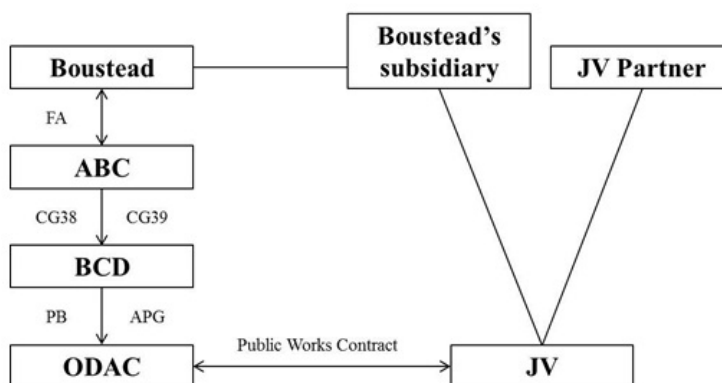 Boustead
Boustead's
subsidiary
JV Partner
FA
ABC
CG38
CG39
BCD
PB
APG
ODAC
Public Works Contract
JV